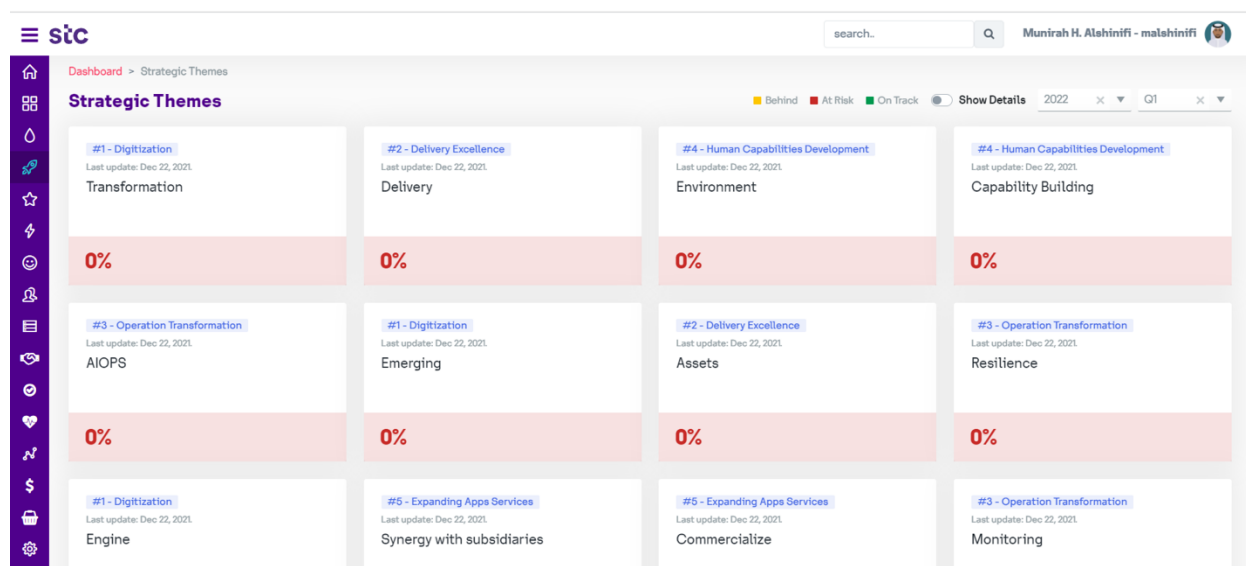 stc
search..
Munirah H. Alshinifi - malshinifi
Dashboard > Strategic Themes
Strategic Themes
Behind At Risk On Track Show Details 2022 Q1
#1 - Digitization
Last update: Dec 22, 2021.
Transformation
0%
#2 - Delivery Excellence
Last update: Dec 22, 2021.
Delivery
0%
#4 - Human Capabilities Development
Last update: Dec 22, 2021.
Environment
0%
#4 - Human Capabilities Development
Last update: Dec 22, 2021.
Capability Building
0%
#3 - Operation Transformation
Last update: Dec 22, 2021.
AIOPS
0%
#1 - Digitization
Last update: Dec 22, 2021.
Emerging
0%
#2 - Delivery Excellence
Last update: Dec 22, 2021.
Assets
0%
#3 - Operation Transformation
Last update: Dec 22, 2021.
Resilience
0%
#1 - Digitization
Last update: Dec 22, 2021.
Engine
#5 - Expanding Apps Services
Last update: Dec 22, 2021.
Synergy with subsidiaries
#5 - Expanding Apps Services
Last update: Dec 22, 2021.
Commercialize
#3 - Operation Transformation
Last update: Dec 22, 2021.
Monitoring